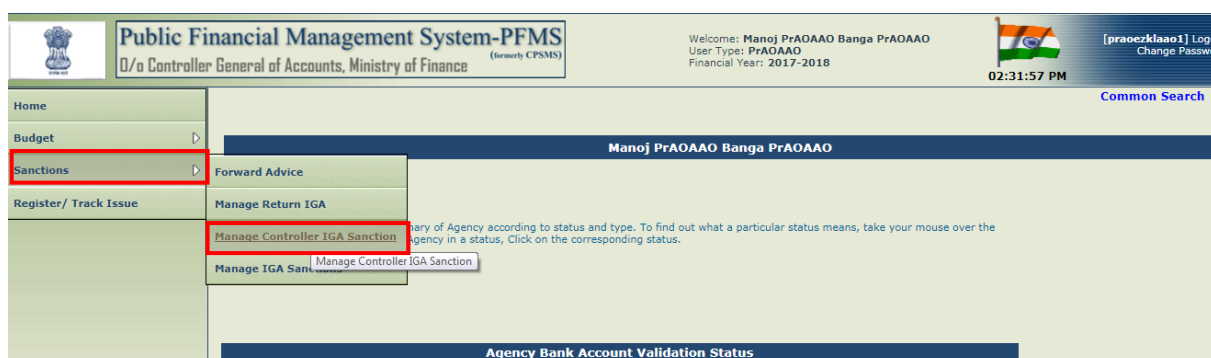 Public Financial Management System-PFMS
(formerly CPSMS)
O/o Controller General of Accounts, Ministry of Finance
Welcome: Manoj PrAOAAO Banga PrAOAAO
User Type: PrAOAAO
Financial Year: 2017-2018
02:31:57 PM
[praoezklaao1] Log
Change Passw
Common Search
Home
Budget
Sanctions
Register/ Track Issue
Forward Advice
Manage Return IGA
Manage Controller IGA Sanction
Manage IGA San
Manage Controller IGA Sanction
Manoj PrAOAAO Banga PrAOAAO
mary of Agency according to status and type. To find out what a particular status means, take your mouse over the
Agency in a status, Click on the corresponding status.
Agency Bank Account Validation Status